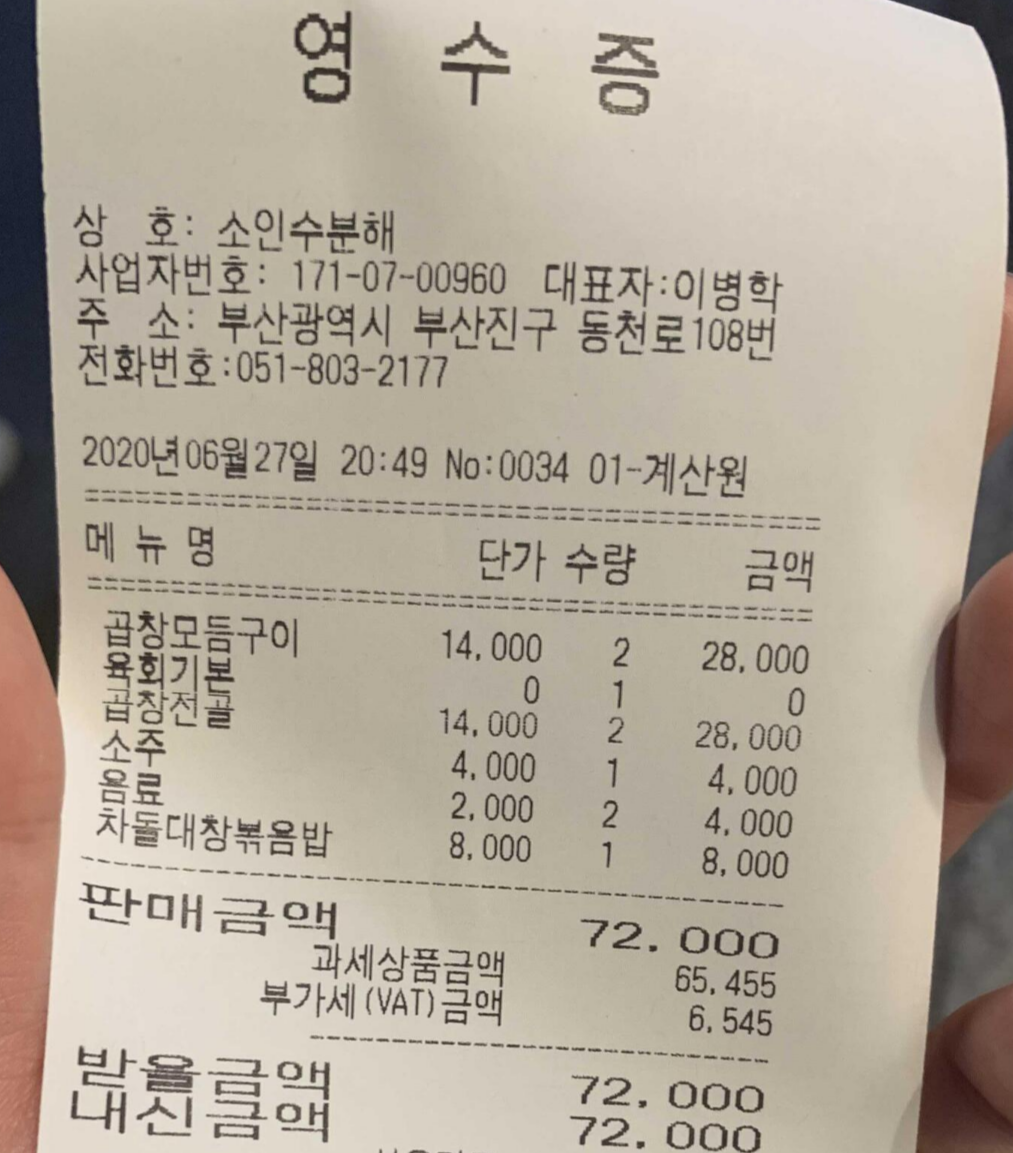 영 수 증
상 호: 소인수분해
사업자번호: 171-07-00960 대표자:이병학
주 소: 부산광역시 부산진구 동천로108번
전화번호:051-803-2177
2020년06월27일 20:49 No:0034 01-계산원
메 뉴 명 단가 수량 금액
곱창모듬구이 14,000 2 28,000
육회기본 0 1 0
곱창전골 14,000 2 28,000
소주 4,000 1 4,000
음료 2,000 2 4,000
차돌대창볶음밥 8,000 1 8,000
판매금액 72,000
과세상품금액 65,455
부가세(VAT)금액 6,545
받을금액 72,000
내신금액 72,000